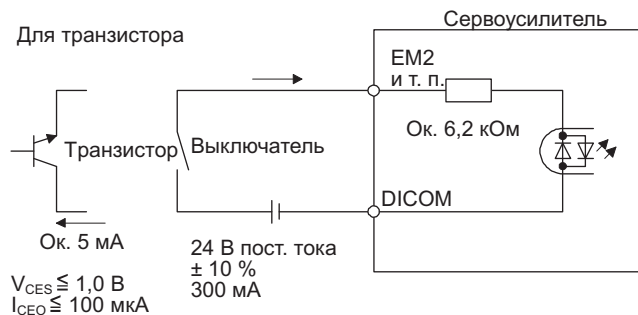 Сервоусилитель
Для транзистора
EM2
и т. п.
Ок. 6,2 кОм
Транзистор
Выключатель
DICOM
Ок. 5 мА
24 В пост. тока
± 10 %
300 мА
VCES ≦ 1,0 В
ICEO ≦ 100 мкА